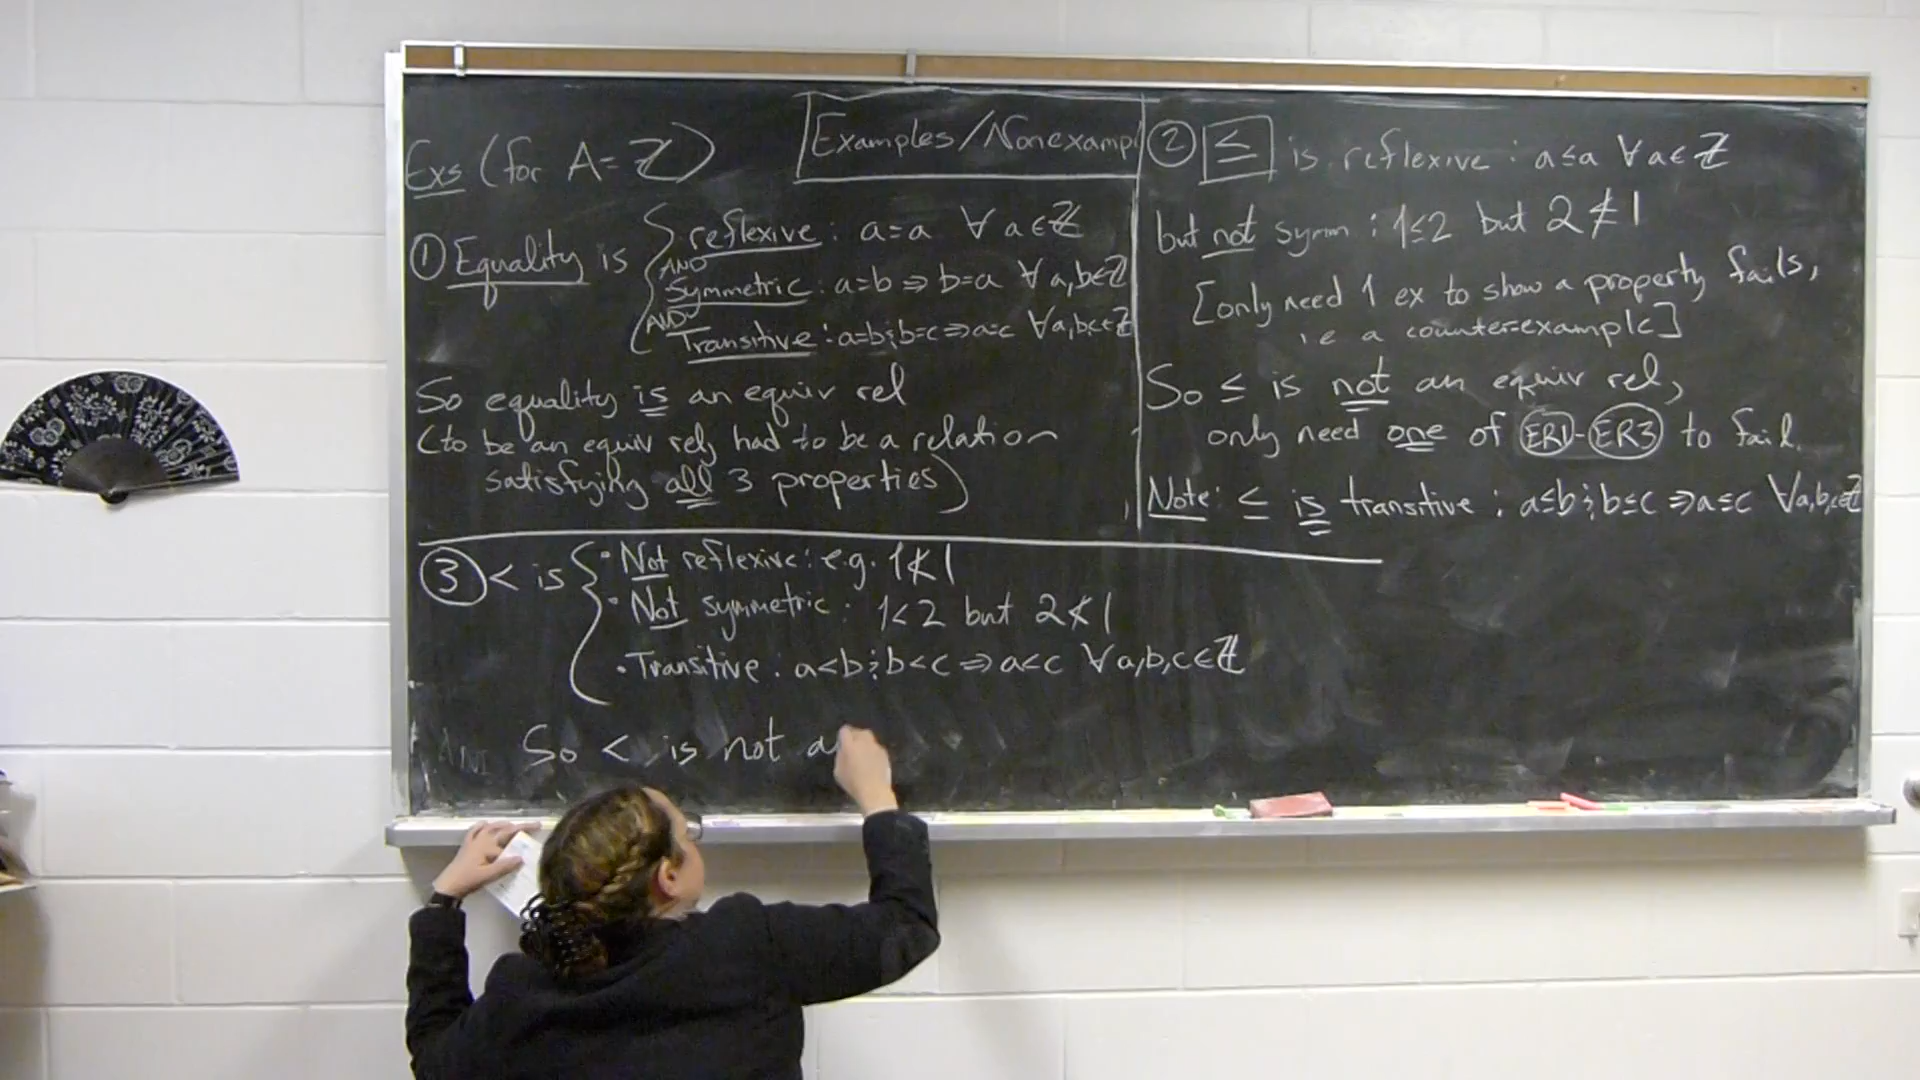 Exs (for A=ℤ)
Examples/Nonexampl
① Equality is { reflexive: a=a ∀ a∈ℤ
AND
Symmetric: a=b ⇒ b=a ∀ a,b∈ℤ
AND
Transitive: a=b & b=c ⇒ a=c ∀a,b,c∈ℤ
So equality is an equiv rel
(to be an equiv rel, had to be a relation
satisfying all 3 properties)
② ≤ is reflexive: a≤a ∀a∈ℤ
but not symm: 1≤2 but 2≰1
[only need 1 ex to show a property fails,
i.e a counter-example]
So ≤ is not an equiv rel,
only need one of ER1-ER3 to fail.
Note: ≤ is transitive: a≤b & b≤c ⇒ a≤c ∀a,b,c∈ℤ
③ < is { • Not reflexive: e.g. 1≮1
• Not symmetric: 1<2 but 2≮1
• Transitive: a<b & b<c ⇒ a<c ∀a,b,c∈ℤ
So < is not a